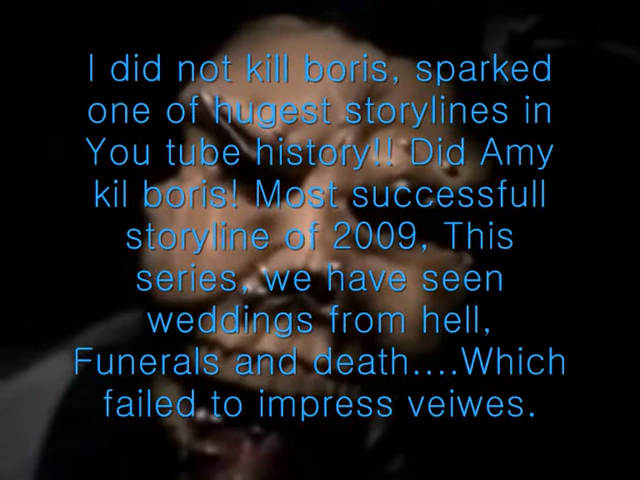 I did not kill boris, sparked
one of hugest storylines in
You tube history!! Did Amy
kil boris! Most successfull
storyline of 2009, This
series, we have seen
weddings from hell,
Funerals and death....Which
failed to impress veiwes.